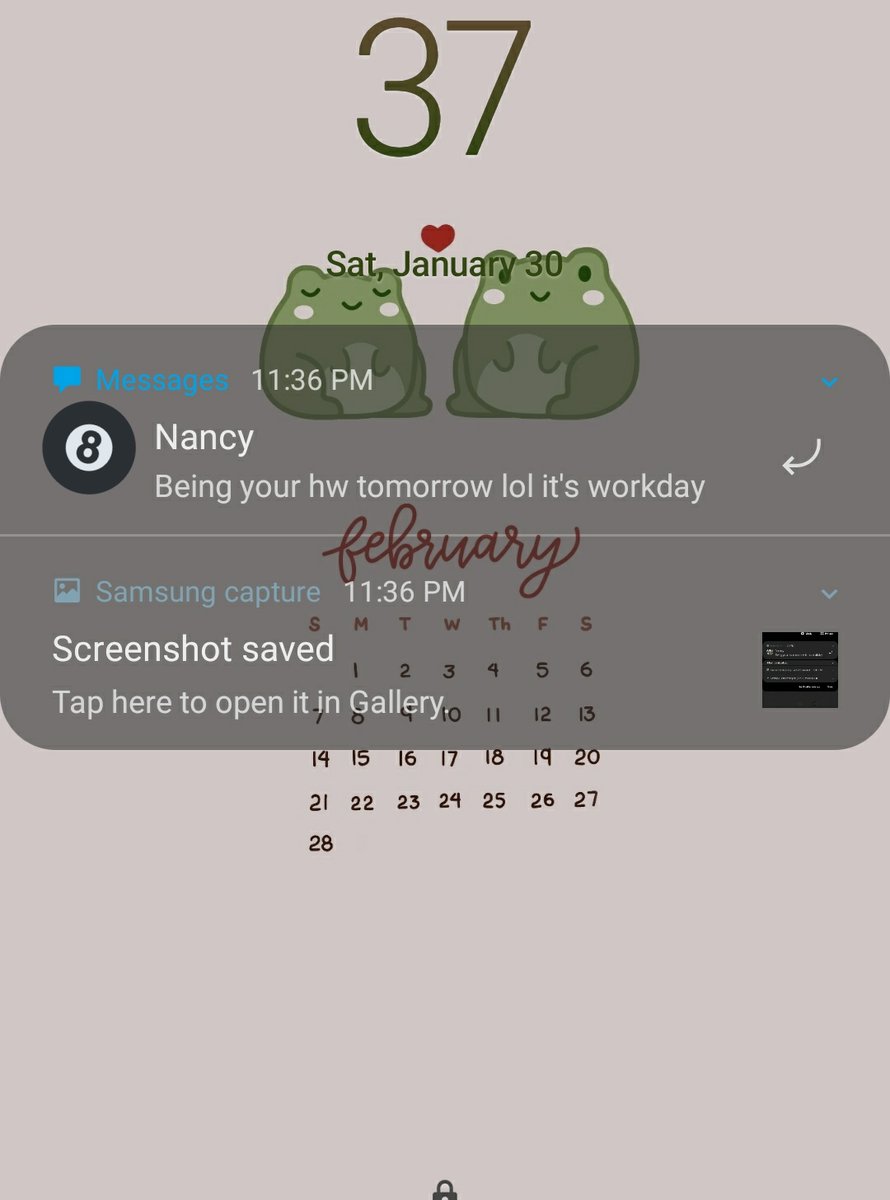 37
Sat, January 30
Messages 11:36 PM
8
Nancy
Being your hw tomorrow lol it's workday
february
Samsung capture 11:36 PM
S M T W Th F S
Screenshot saved
1 2 3 4 5 6
Tap here to open it in Gallery.
7 8 9 10 11 12 13
14 15 16 17 18 19 20
21 22 23 24 25 26 27
28